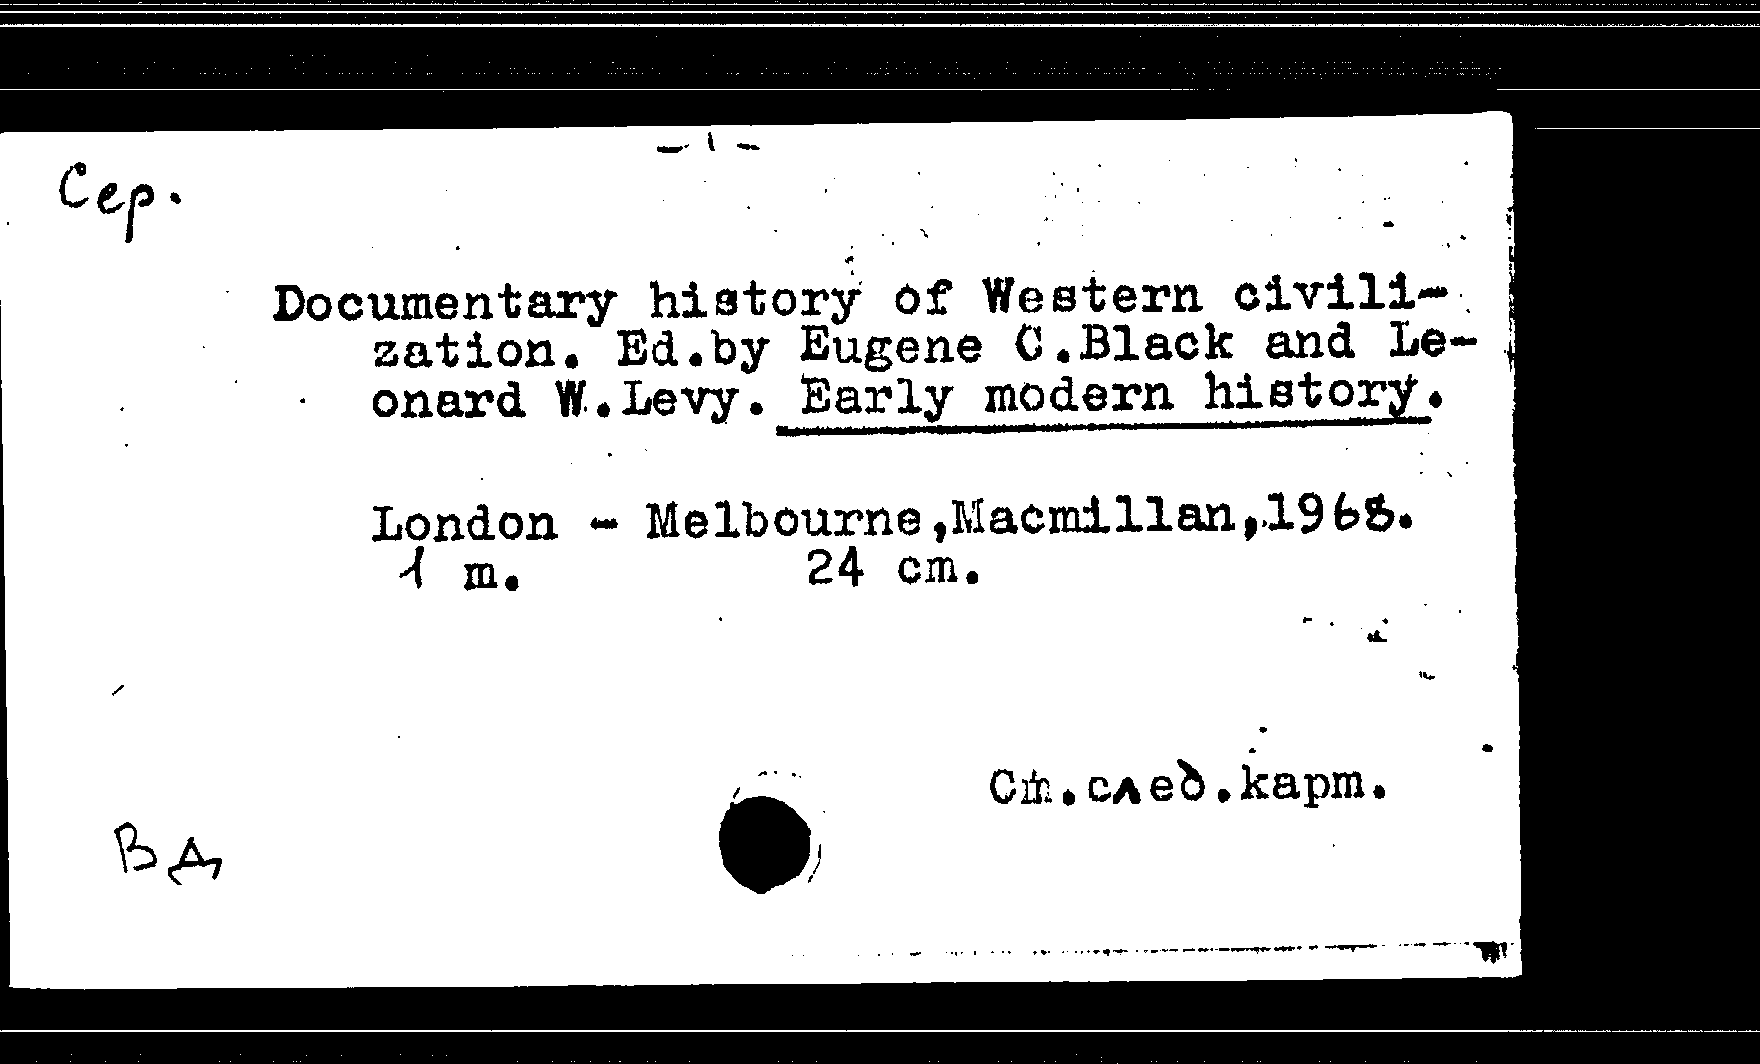 Сер.
Documentary history of Western civili-
zation. Ed.by Eugene C.Black and Le-
onard W.Levy. Early modern history.
London - Melbourne,Macmillan,1968.
1 m. 24 cm.
См.след.карт.
ВД